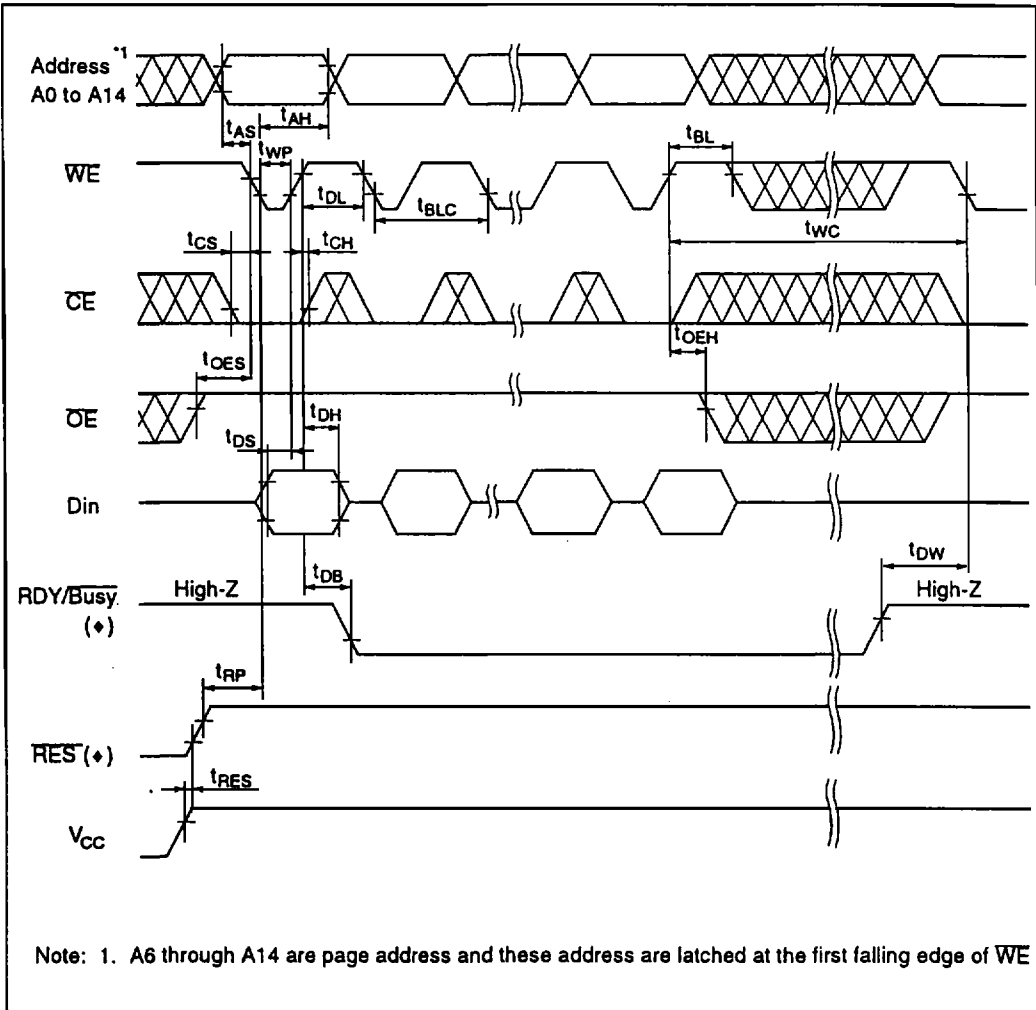 Address *1
A0 to A14
tAH
tAS
tWP
tBL
WE
tDL
tBLC
tWC
tCS
tCH
CE
tOES
tOEH
OE
tDH
tDS
Din
tDB
tDW
RDY/Busy
High-Z
High-Z
(♦)
tRP
RES (♦)
tRES
VCC
Note: 1. A6 through A14 are page address and these address are latched at the first falling edge of WE